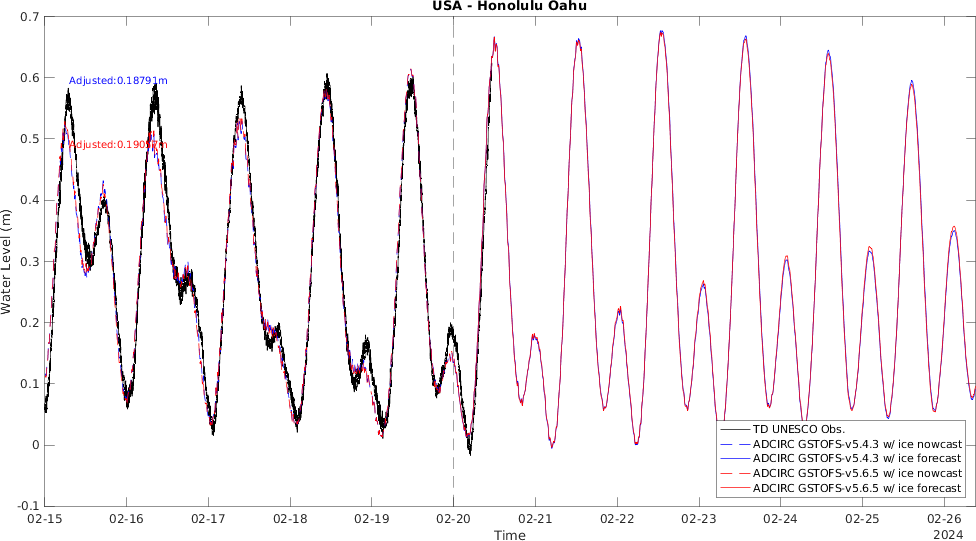 USA - Honolulu Oahu
0.7
0.6
0.5
0.4
0.3
0.2
0.1
0
-0.1
Water Level (m)
Adjusted:0.18791m
TD UNESCO Obs.
ADCIRC GSTOFS-v5.4.3 w/ ice nowcast
ADCIRC GSTOFS-v5.4.3 w/ ice forecast
ADCIRC GSTOFS-v5.6.5 w/ ice nowcast
ADCIRC GSTOFS-v5.6.5 w/ ice forecast
02-15 02-16 02-17 02-18 02-19 02-20 02-21 02-22 02-23 02-24 02-25 02-26
Time
2024